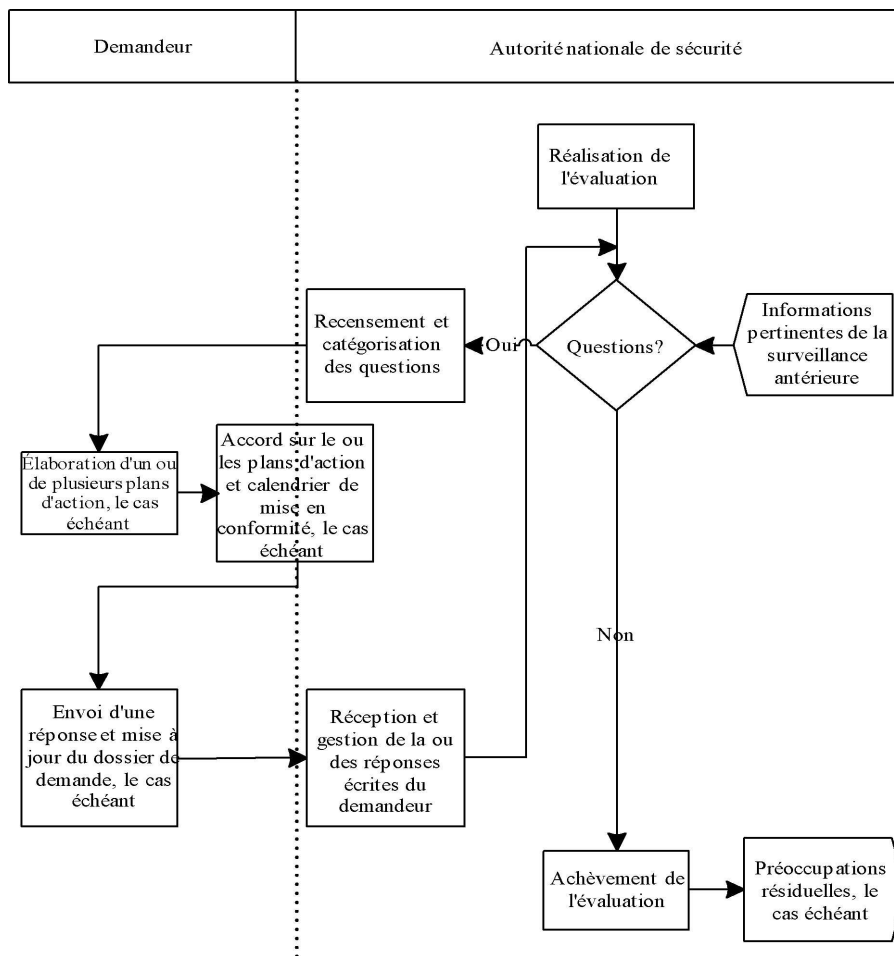 Demandeur
Autorité nationale de sécurité
Réalisation de
l'évaluation
Recensement et
catégorisation
des questions
Oui
Questions?
Informations
pertinentes de la
surveillance
antérieure
Élaboration d'un ou
de plusieurs plans
d'action, le cas
échéant
Accord sur le ou
les plans d'action
et calendrier de
mise en
conformité, le cas
échéant
Non
Envoi d'une
réponse et mise à
jour du dossier de
demande, le cas
échéant
Réception et
gestion de la ou
des réponses
écrites du
demandeur
Achèvement de
l'évaluation
Préoccupations
résiduelles, le
cas échéant